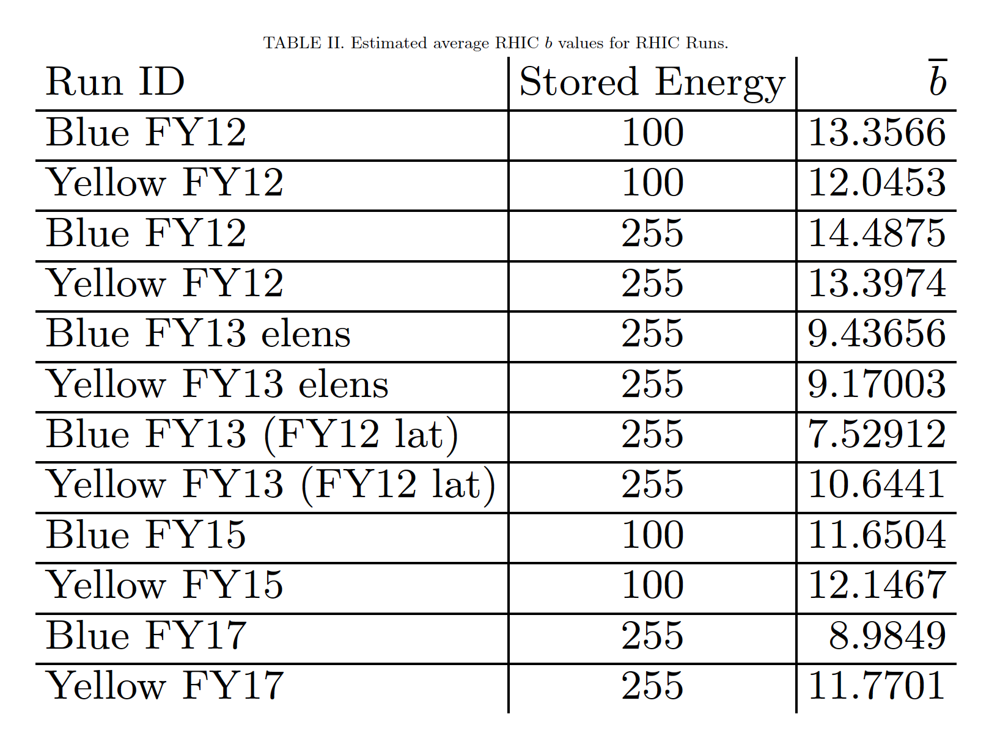 TABLE II. Estimated average RHIC b values for RHIC Runs.
Run ID Stored Energy b̅
Blue FY12 100 13.3566
Yellow FY12 100 12.0453
Blue FY12 255 14.4875
Yellow FY12 255 13.3974
Blue FY13 elens 255 9.43656
Yellow FY13 elens 255 9.17003
Blue FY13 (FY12 lat) 255 7.52912
Yellow FY13 (FY12 lat) 255 10.6441
Blue FY15 100 11.6504
Yellow FY15 100 12.1467
Blue FY17 255 8.9849
Yellow FY17 255 11.7701